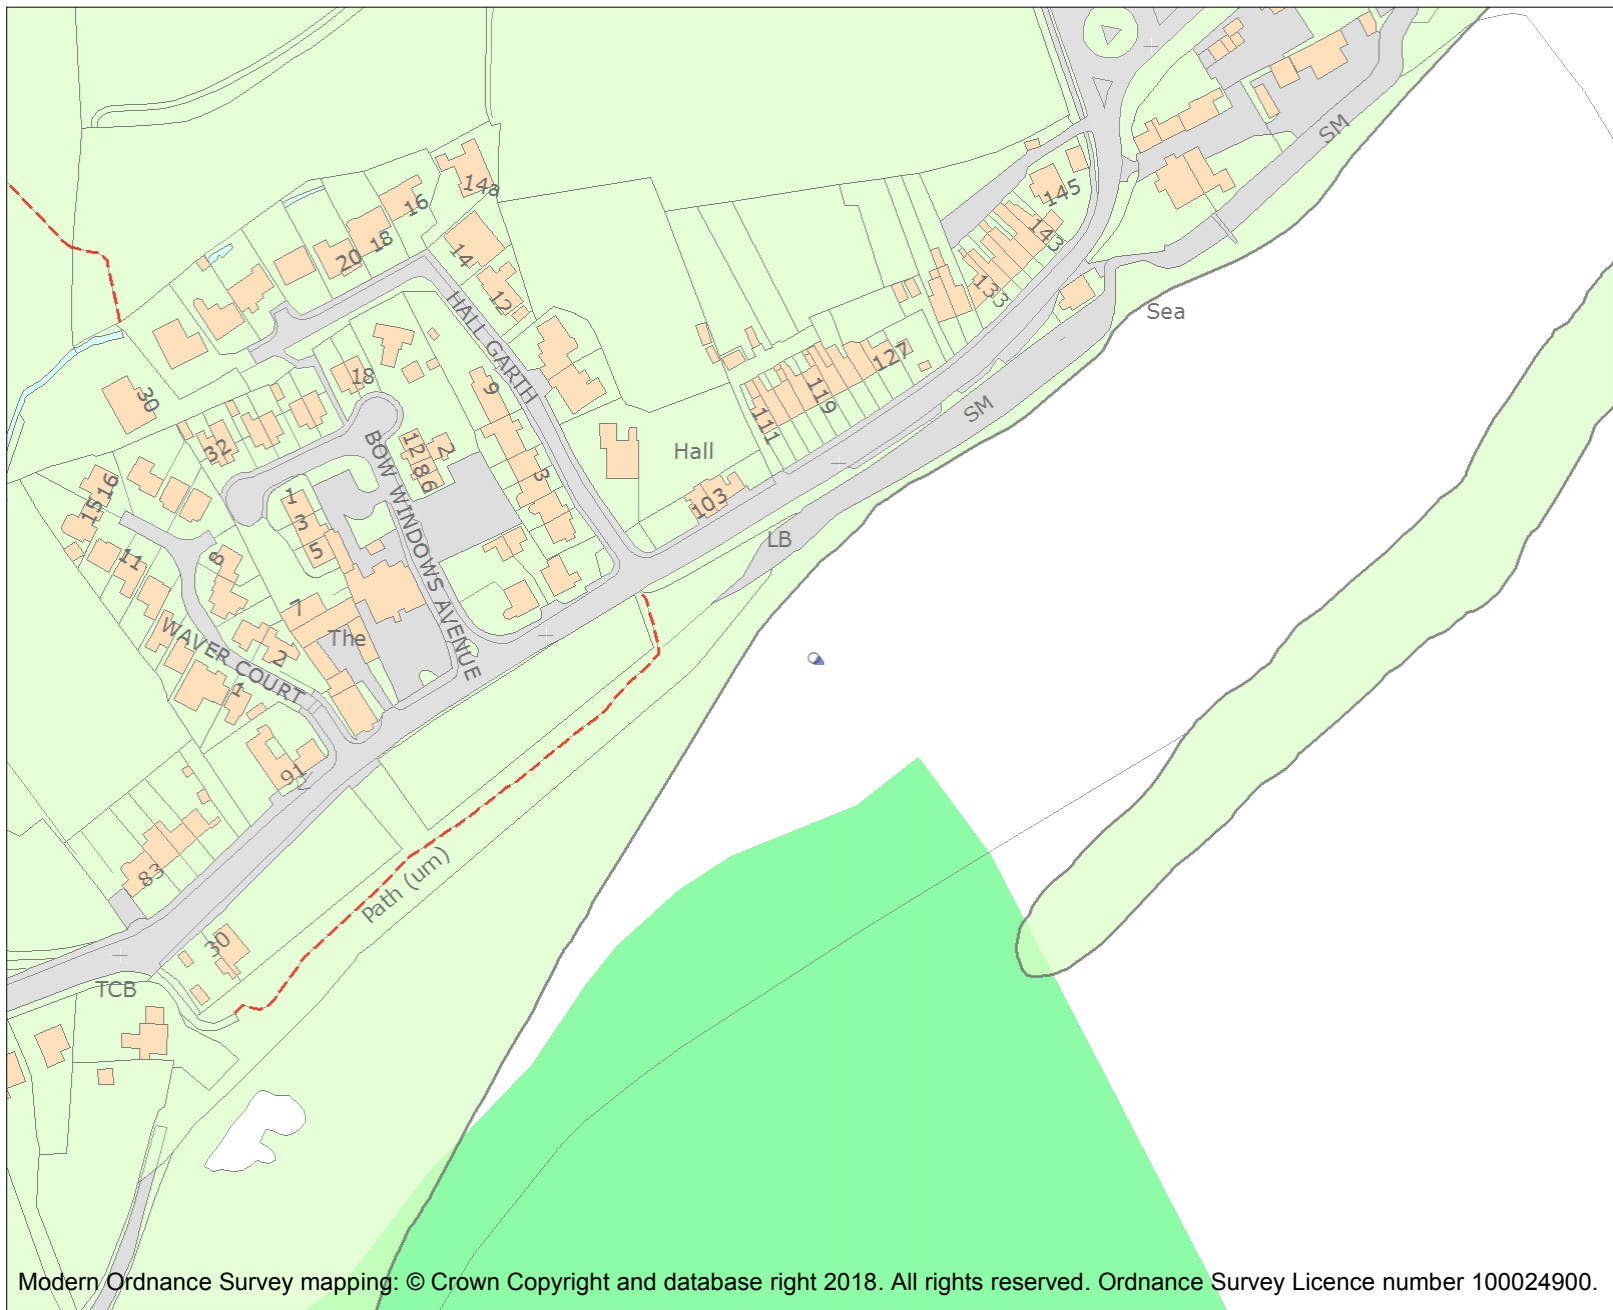 SM
14a
145
16
18
143
14
20
133
Sea
12
HALL GARTH
127
18
9
119
30
SM
111
32
Hall
12
2
8
6
3
BOW WINDOWS AVENUE
16
15
1
3
103
5
LB
11
8
7
The
WAVER COURT
2
1
91
83
Path (um)
30
TCB
Modern Ordnance Survey mapping: © Crown Copyright and database right 2018. All rights reserved. Ordnance Survey Licence number 100024900.